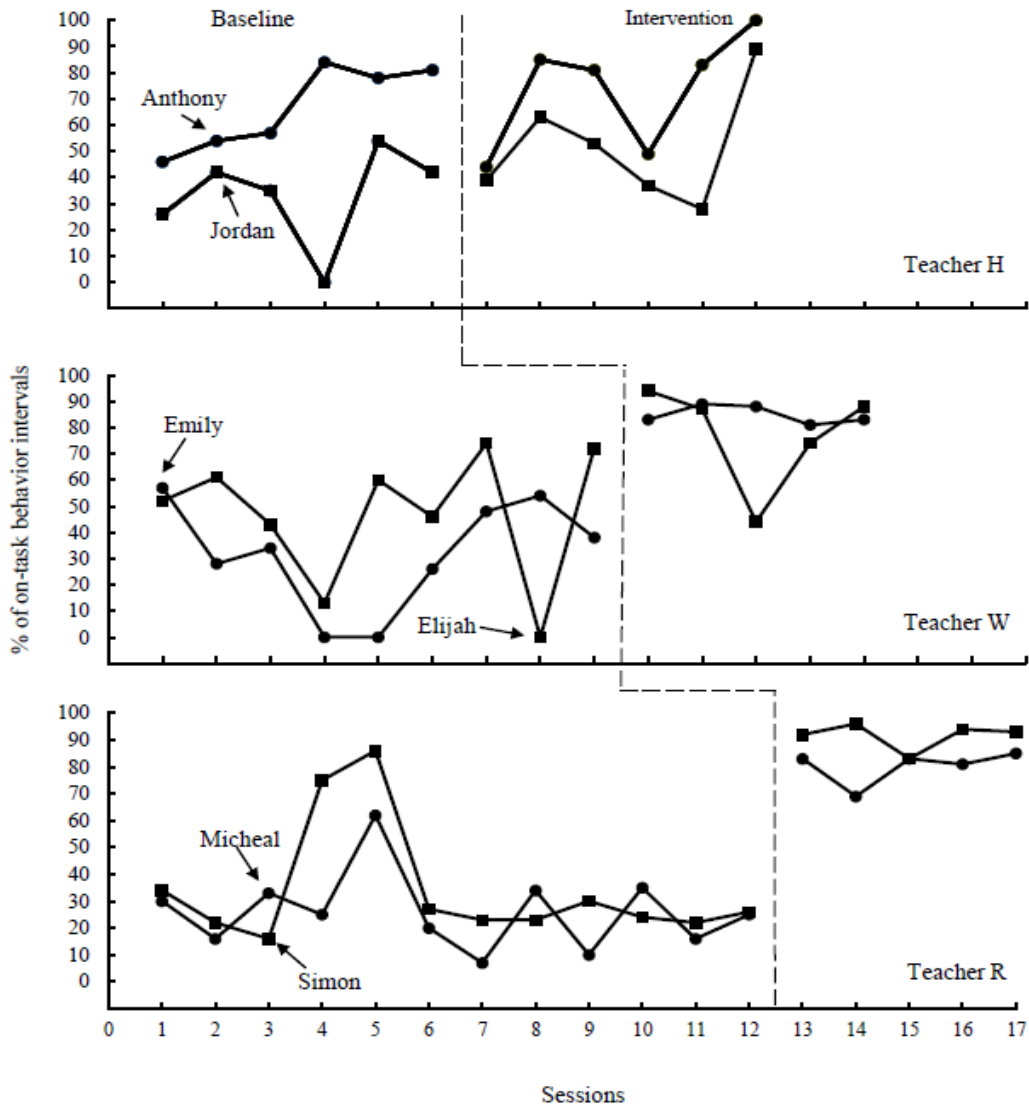 Baseline
Intervention
100
90
80
70
60
50
40
30
20
10
0
Anthony
Jordan
Teacher H
% of on-task behavior intervals
100
90
80
70
60
50
40
30
20
10
0
Emily
Elijah
Teacher W
100
90
80
70
60
50
40
30
20
10
0
Micheal
Simon
Teacher R
0 1 2 3 4 5 6 7 8 9 10 11 12 13 14 15 16 17
Sessions